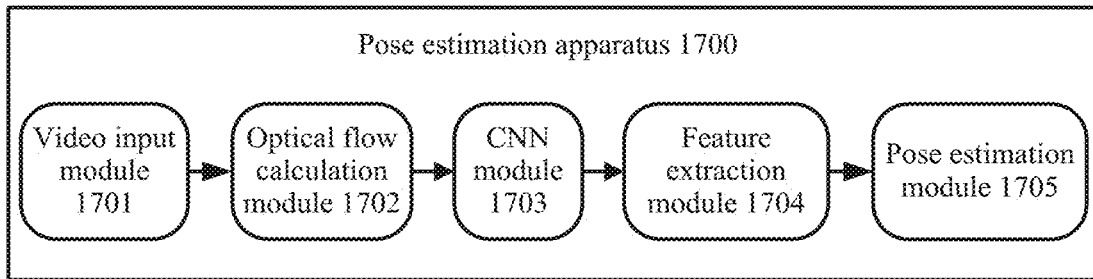 Pose estimation apparatus 1700
Video input
module
1701
Optical flow
calculation
module 1702
CNN
module
1703
Feature
extraction
module 1704
Pose estimation
module 1705